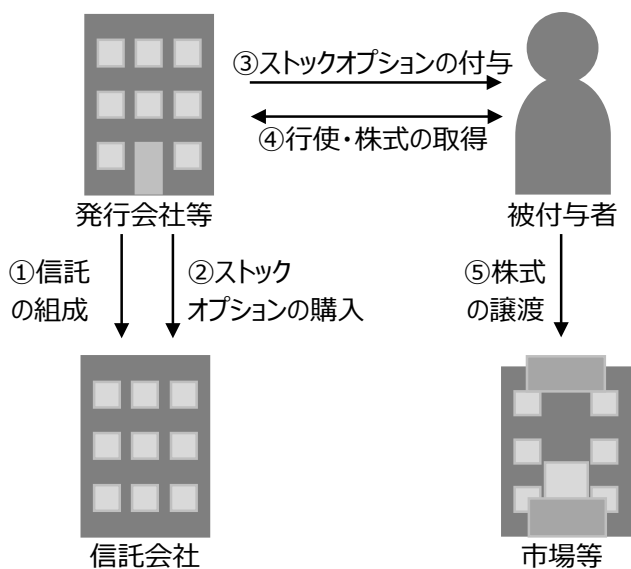 ③ストックオプションの付与
④行使・株式の取得
発行会社等
被付与者
①信託
の組成
②ストック
オプションの購入
⑤株式
の譲渡
信託会社
市場等